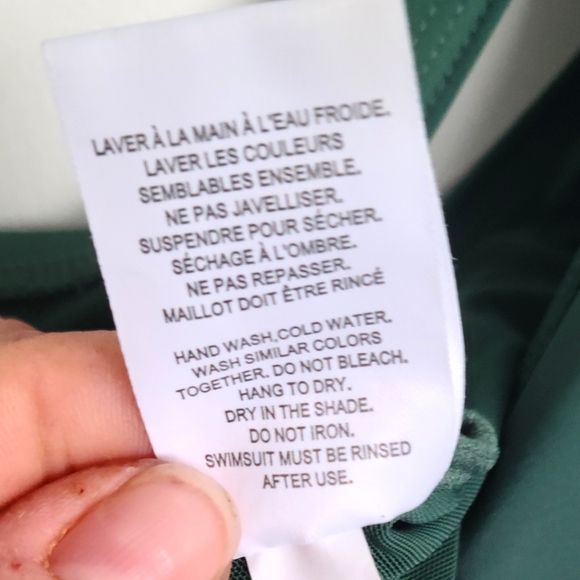 LAVER À LA MAIN À L'EAU FROIDE.
LAVER LES COULEURS
SEMBLABLES ENSEMBLE.
NE PAS JAVELLISER.
SUSPENDRE POUR SÉCHER.
SÉCHAGE À L'OMBRE.
NE PAS REPASSER.
MAILLOT DOIT ÊTRE RINCÉ
HAND WASH,COLD WATER.
WASH SIMILAR COLORS
TOGETHER. DO NOT BLEACH.
HANG TO DRY.
DRY IN THE SHADE.
DO NOT IRON.
SWIMSUIT MUST BE RINSED
AFTER USE.